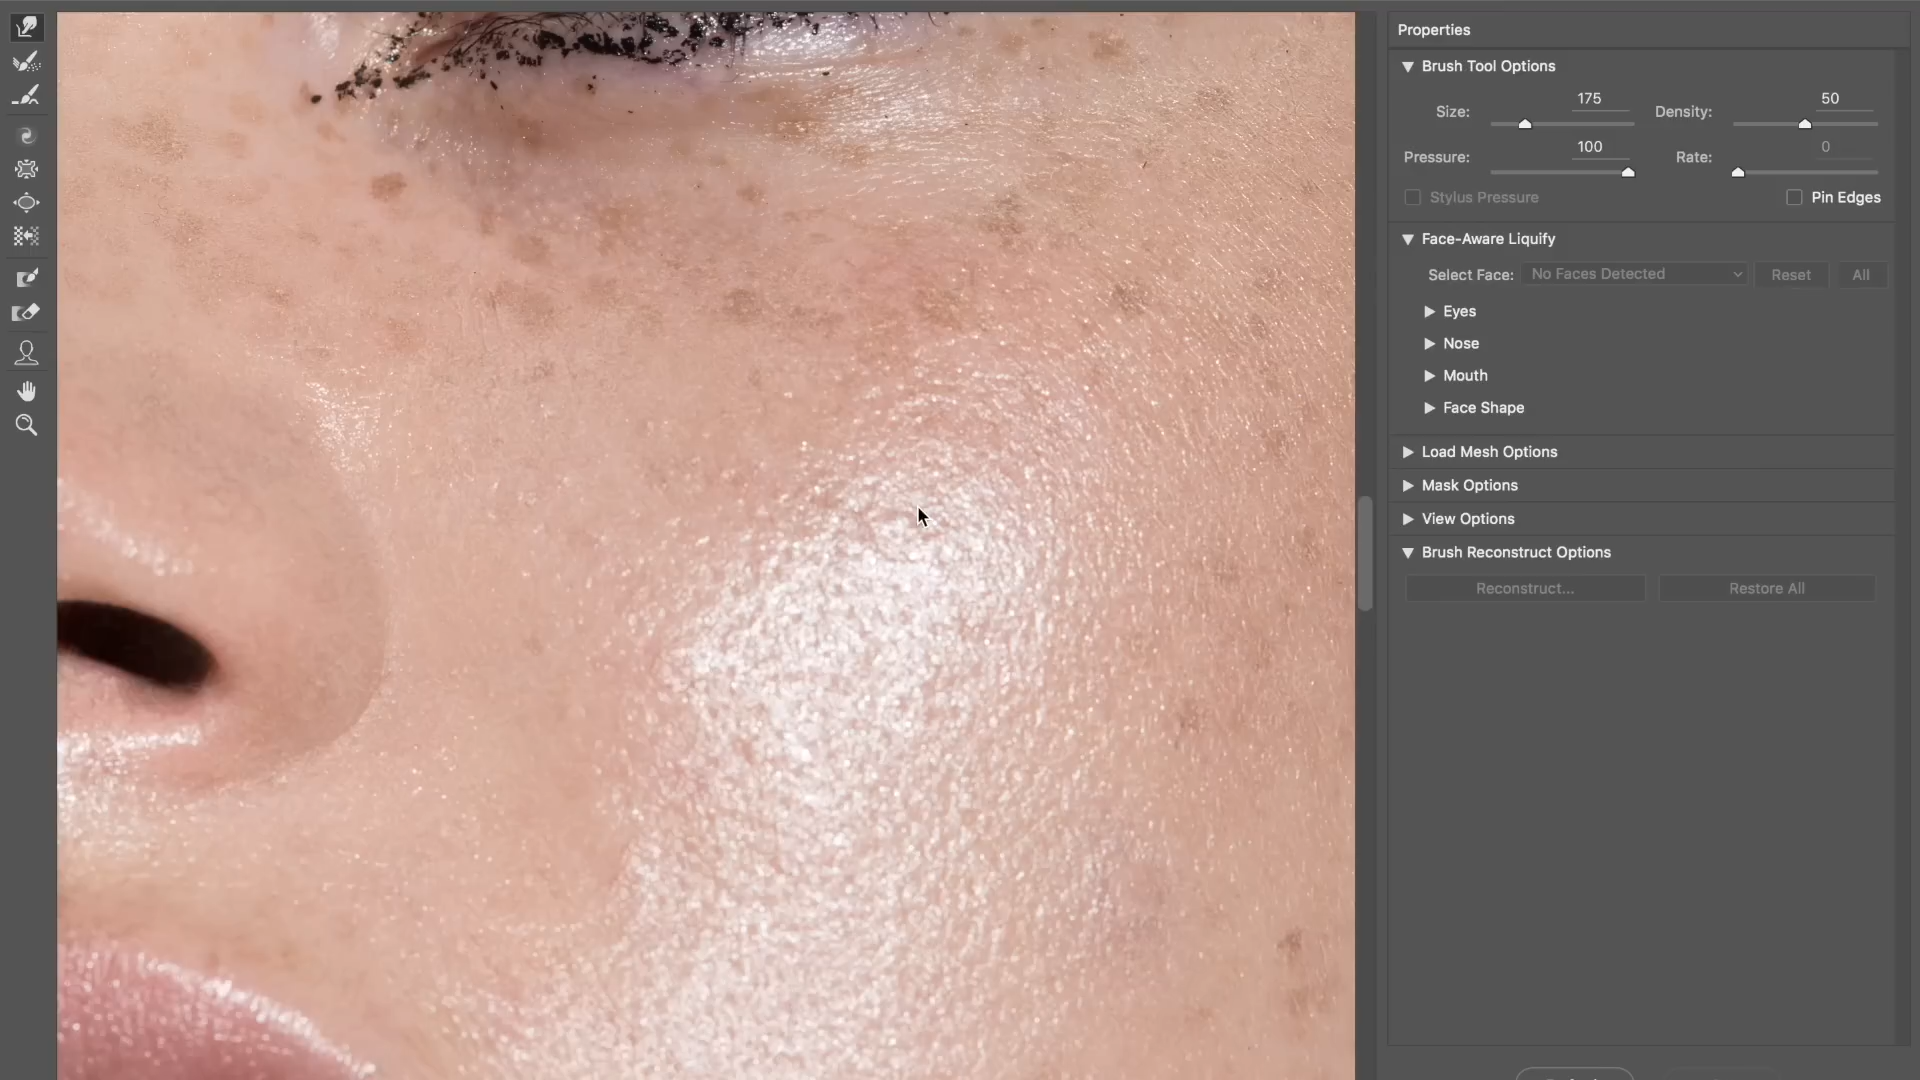 Properties
Brush Tool Options
Size: 175 Density: 50
Pressure: 100 Rate: 0
Stylus Pressure Pin Edges
Face-Aware Liquify
Select Face: No Faces Detected Reset All
Eyes
Nose
Mouth
Face Shape
Load Mesh Options
Mask Options
View Options
Brush Reconstruct Options
Reconstruct... Restore All